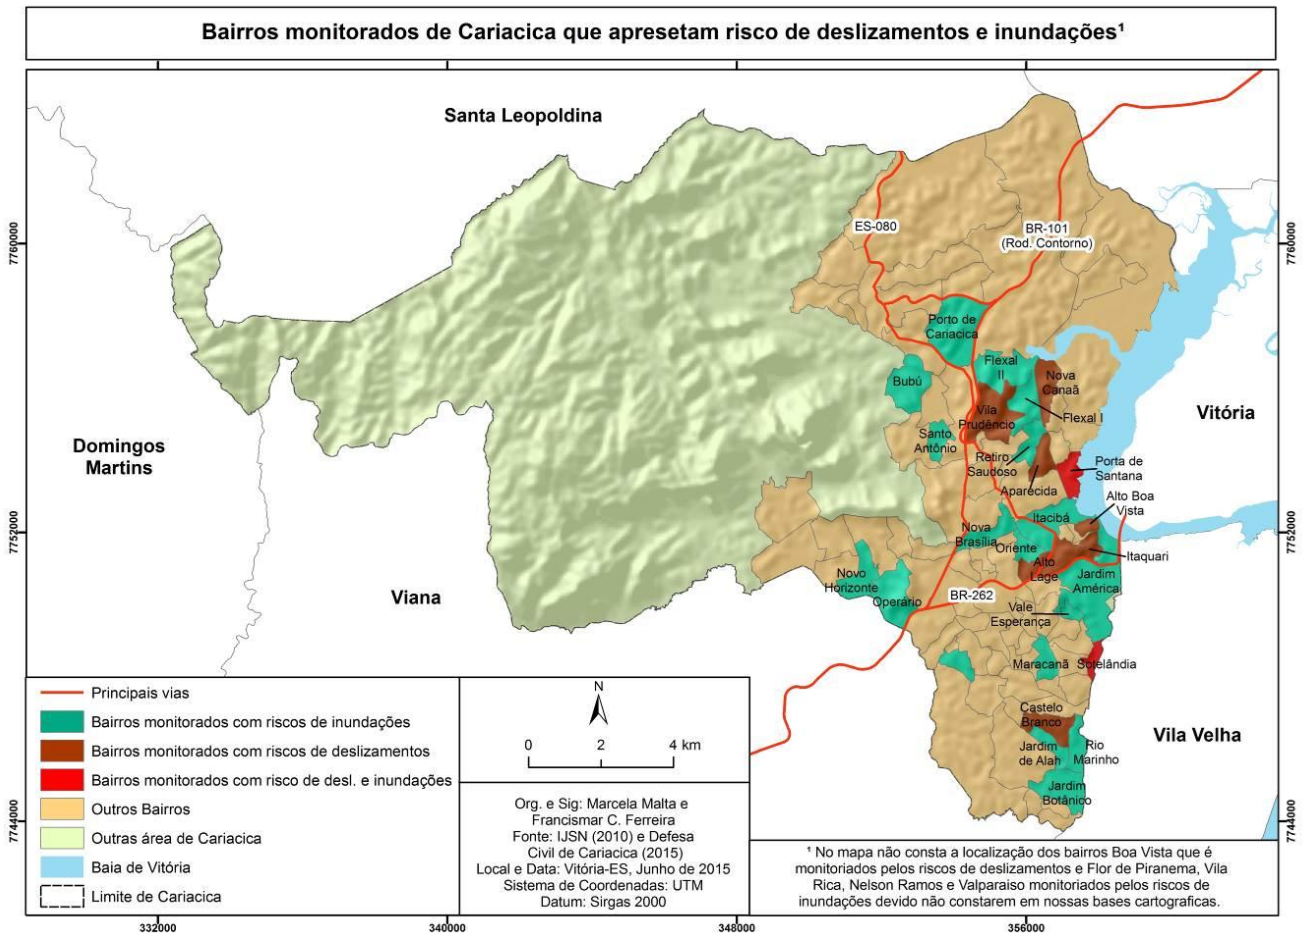 Bairros monitorados de Cariacica que apresetam risco de deslizamentos e inundações¹
Santa Leopoldina
ES-080
BR-101
(Rod. Contorno)
7760000
7760000
Porto de
Cariacica
Flexal
II
Nova
Canaã
Bubú
Vila
Prudêncio
Flexal I
Vitória
Domingos
Martins
Santo
Antônio
Retiro
Saudoso
Porta de
Santana
Aparecida
Alto Boa
Vista
Itacibá
7752000
7752000
Nova
Brasília
Oriente
Itaquari
Alto
Lage
Jardim
América
Novo
Horizonte
Operário
BR-262
Viana
Vale
Esperança
Maracanã
Sotelândia
Castelo
Branco
Vila Velha
Jardim
de Alah
Rio
Marinho
Jardim
Botânico
7744000
7744000
Principais vias
Bairros monitorados com riscos de inundações
Bairros monitorados com riscos de deslizamentos
Bairros monitorados com risco de desl. e inundações
Outros Bairros
Outras área de Cariacica
Baia de Vitória
Limite de Cariacica
N
0 2 4 km
Org. e Sig: Marcela Malta e
Francismar C. Ferreira
Fonte: IJSN (2010) e Defesa
Civil de Cariacica (2015)
Local e Data: Vitória-ES, Junho de 2015
Sistema de Coordenadas: UTM
Datum: Sirgas 2000
¹ No mapa não consta a localização dos bairros Boa Vista que é
monitoriados pelos riscos de deslizamentos e Flor de Piranema, Vila
Rica, Nelson Ramos e Valparaiso monitoriados pelos riscos de
inundações devido não constarem em nossas bases cartograficas.
332000
340000
348000
356000